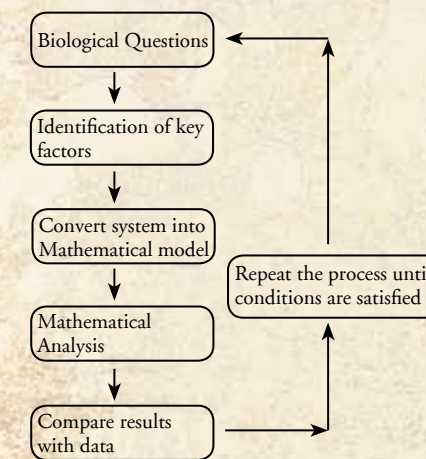 Biological Questions
Identification of key
factors
Convert system into
Mathematical model
Mathematical
Analysis
Compare results
with data
Repeat the process unti
conditions are satisfied